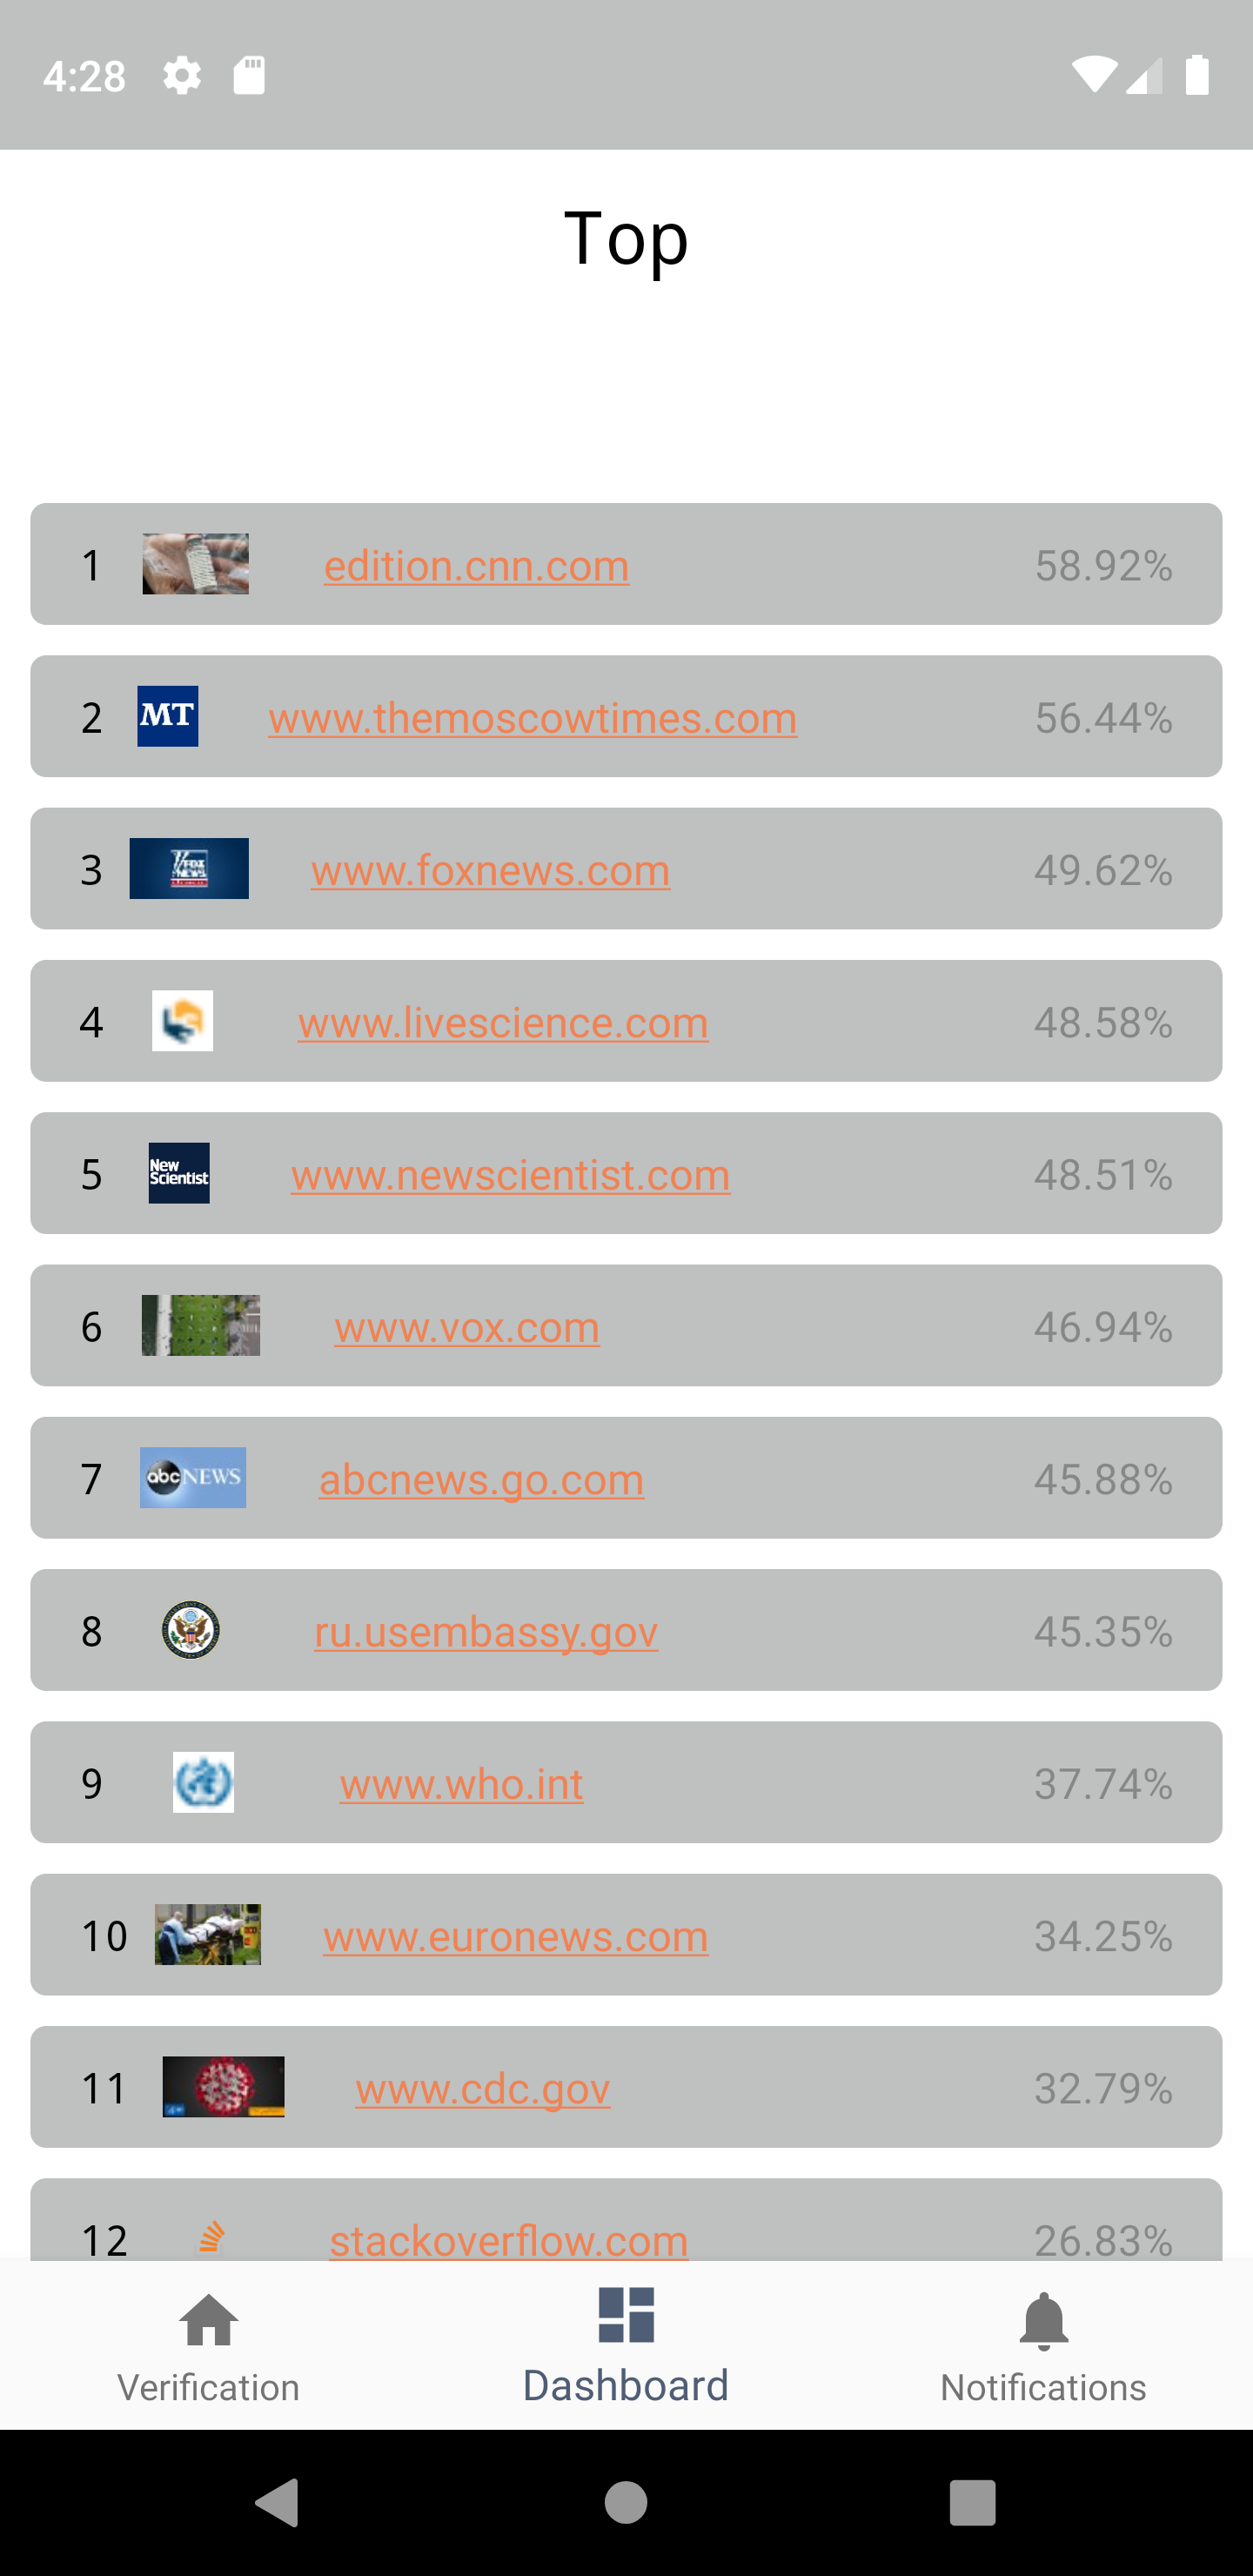 4:28
Top
1 edition.cnn.com 58.92%
2 MT www.themoscowtimes.com 56.44%
3 FOX NEWS www.foxnews.com 49.62%
4 www.livescience.com 48.58%
5 New Scientist www.newscientist.com 48.51%
6 www.vox.com 46.94%
7 abc NEWS abcnews.go.com 45.88%
8 ru.usembassy.gov 45.35%
9 www.who.int 37.74%
10 www.euronews.com 34.25%
11 www.cdc.gov 32.79%
12 stackoverflow.com 26.83%
Verification Dashboard Notifications